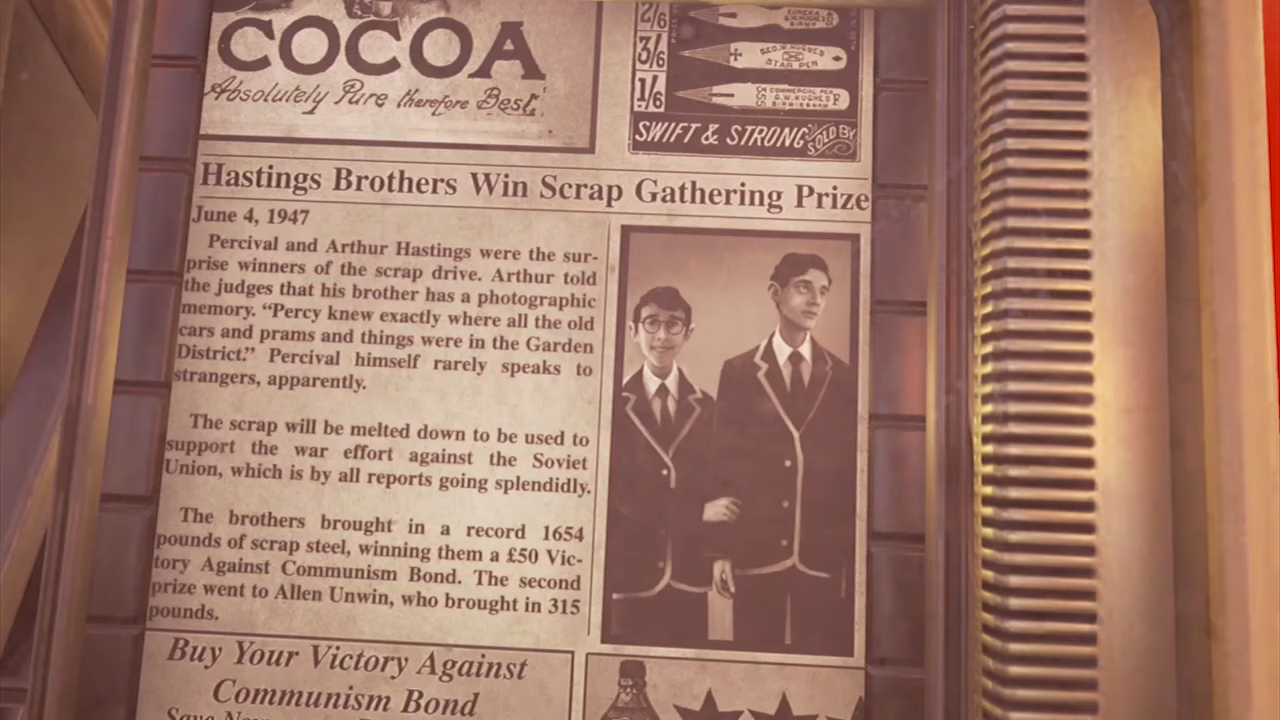 COCOA
Absolutely Pure therefore Best.
2/6
3/6
GEO.W.HUGHES
STAR PEN
1/6
COMMERCIAL PEN
G.W.HUGHES F
BIRMINGHAM
SWIFT & STRONG SOLD BY
Hastings Brothers Win Scrap Gathering Prize
June 4, 1947
Percival and Arthur Hastings were the sur-
prise winners of the scrap drive. Arthur told
the judges that his brother has a photographic
memory. “Percy knew exactly where all the old
cars and prams and things were in the Garden
District.” Percival himself rarely speaks to
strangers, apparently.
The scrap will be melted down to be used to
support the war effort against the Soviet
Union, which is by all reports going splendidly.
The brothers brought in a record 1654
pounds of scrap steel, winning them a £50 Vic-
tory Against Communism Bond. The second
prize went to Allen Unwin, who brought in 315
pounds.
Buy Your Victory Against
Communism Bond